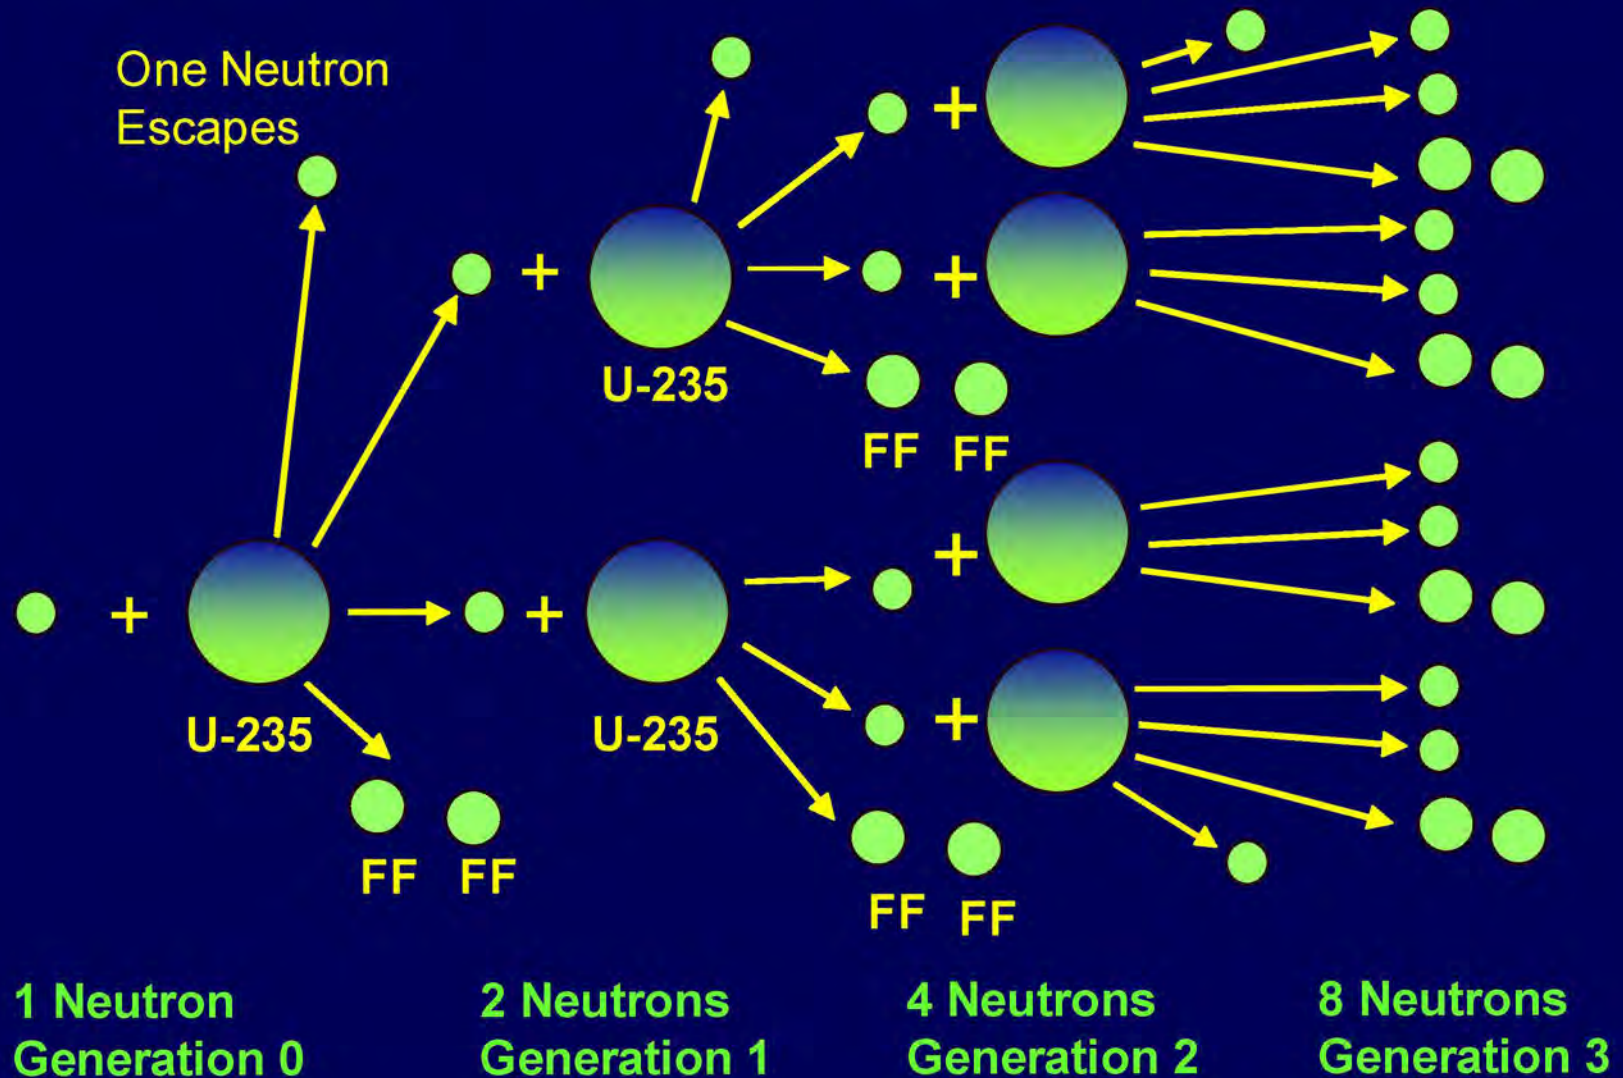 One Neutron
Escapes
+
+
+
U-235
+
FF FF
+
+
+
+
U-235
U-235
+
FF FF
FF FF
1 Neutron
Generation 0
2 Neutrons
Generation 1
4 Neutrons
Generation 2
8 Neutrons
Generation 3